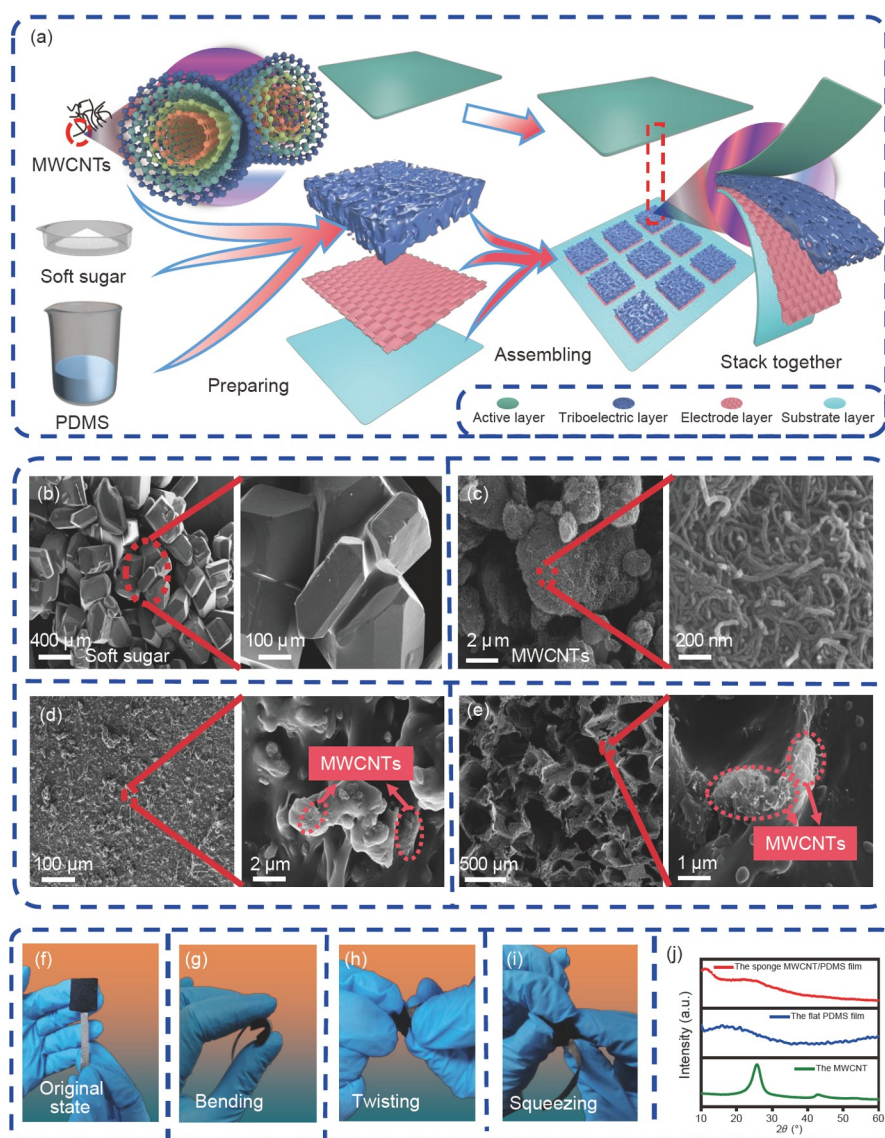 (a)
MWCNTs
Soft sugar
PDMS
Preparing
Assembling
Stack together
Active layer
Triboelectric layer
Electrode layer
Substrate layer
(b)
400 μm
Soft sugar
100 μm
(c)
2 μm
MWCNTs
200 nm
(d)
100 μm
MWCNTs
2 μm
(e)
500 μm
MWCNTs
1 μm
(f)
Original
state
(g)
Bending
(h)
Twisting
(i)
Squeezing
(j)
Intensity (a.u.)
The sponge MWCNT/PDMS film
The flat PDMS film
The MWCNT
10 20 30 40 50 60
2θ (°)